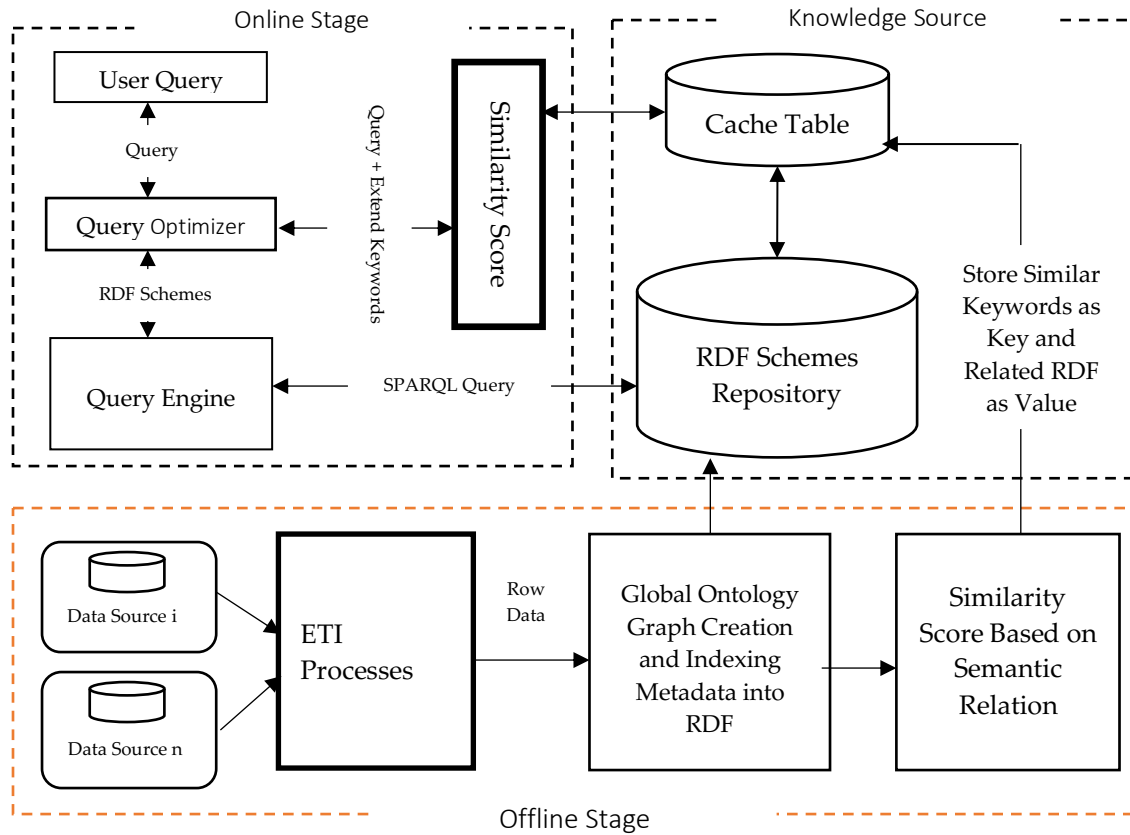 Online Stage
Knowledge Source
User Query
Query
Query Optimizer
RDF Schemes
Query Engine
Query + Extend Keywords
Similarity Score
SPARQL Query
Cache Table
RDF Schemes
Repository
Store Similar
Keywords as
Key and
Related RDF
as Value
Data Source i
Data Source n
ETI
Processes
Row
Data
Global Ontology
Graph Creation
and Indexing
Metadata into
RDF
Similarity
Score Based on
Semantic
Relation
Offline Stage